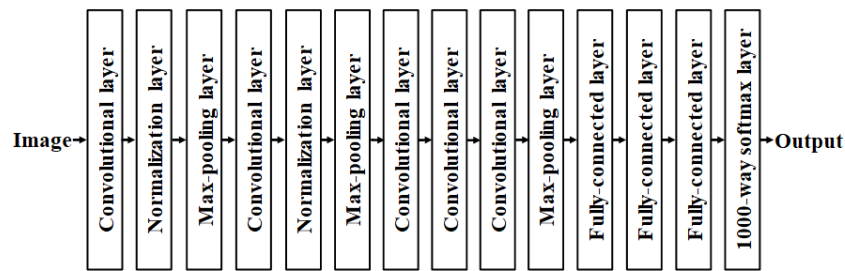 Image
Convolutional layer
Normalization layer
Max-pooling layer
Convolutional layer
Normalization layer
Max-pooling layer
Convolutional layer
Convolutional layer
Convolutional layer
Max-pooling layer
Fully-connected layer
Fully-connected layer
Fully-connected layer
1000-way softmax layer
Output